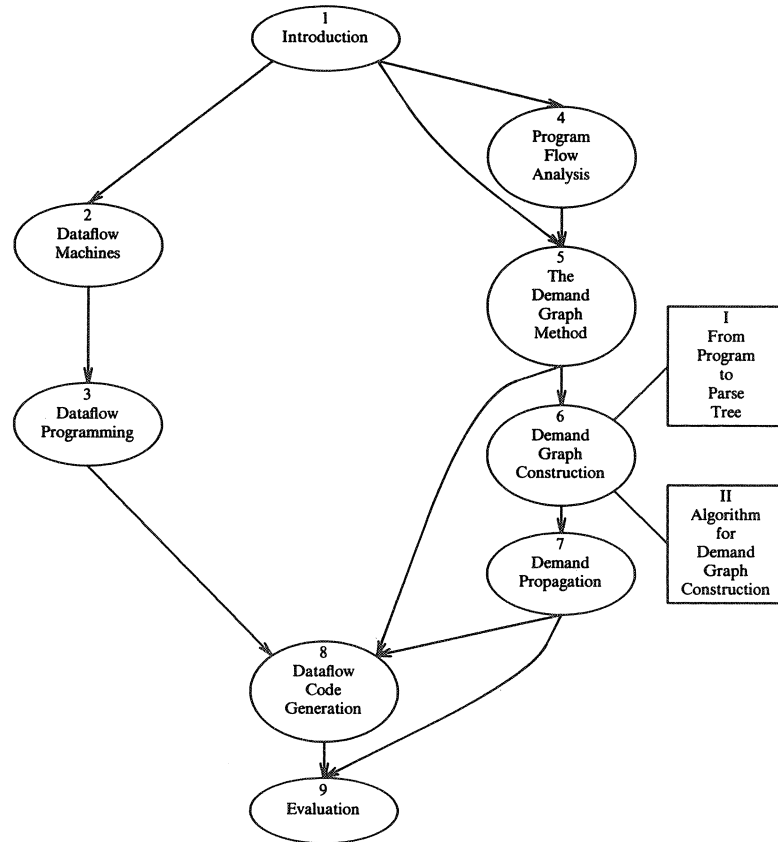 1
Introduction
4
Program
Flow
Analysis
2
Dataflow
Machines
5
The
Demand
Graph
Method
I
From
Program
to
Parse
Tree
3
Dataflow
Programming
6
Demand
Graph
Construction
II
Algorithm
for
Demand
Graph
Construction
7
Demand
Propagation
8
Dataflow
Code
Generation
9
Evaluation